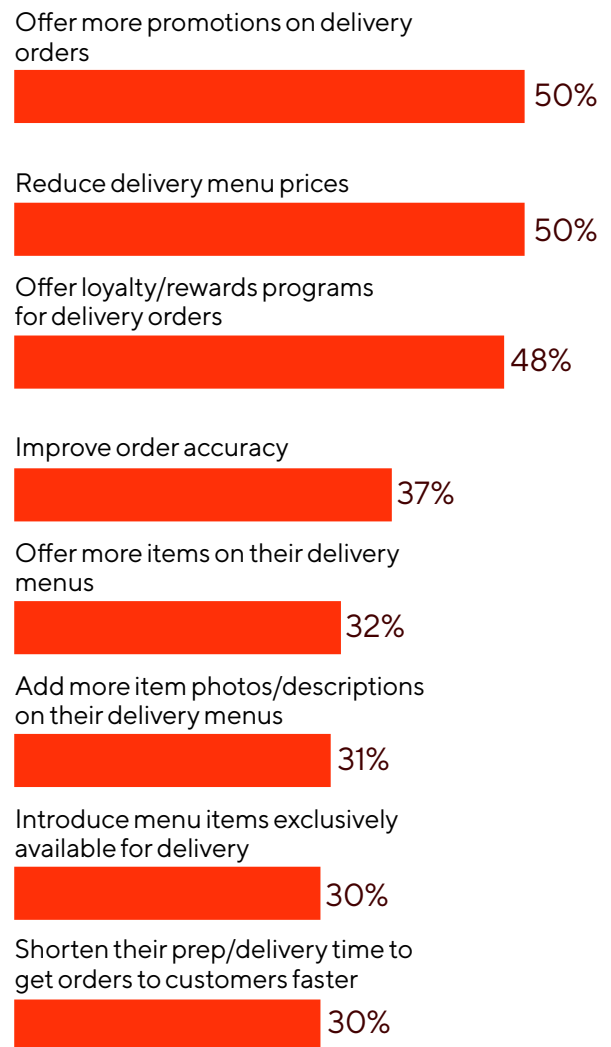 Offer more promotions on delivery
orders
50%
Reduce delivery menu prices
50%
Offer loyalty/rewards programs
for delivery orders
48%
Improve order accuracy
37%
Offer more items on their delivery
menus
32%
Add more item photos/descriptions
on their delivery menus
31%
Introduce menu items exclusively
available for delivery
30%
Shorten their prep/delivery time to
get orders to customers faster
30%